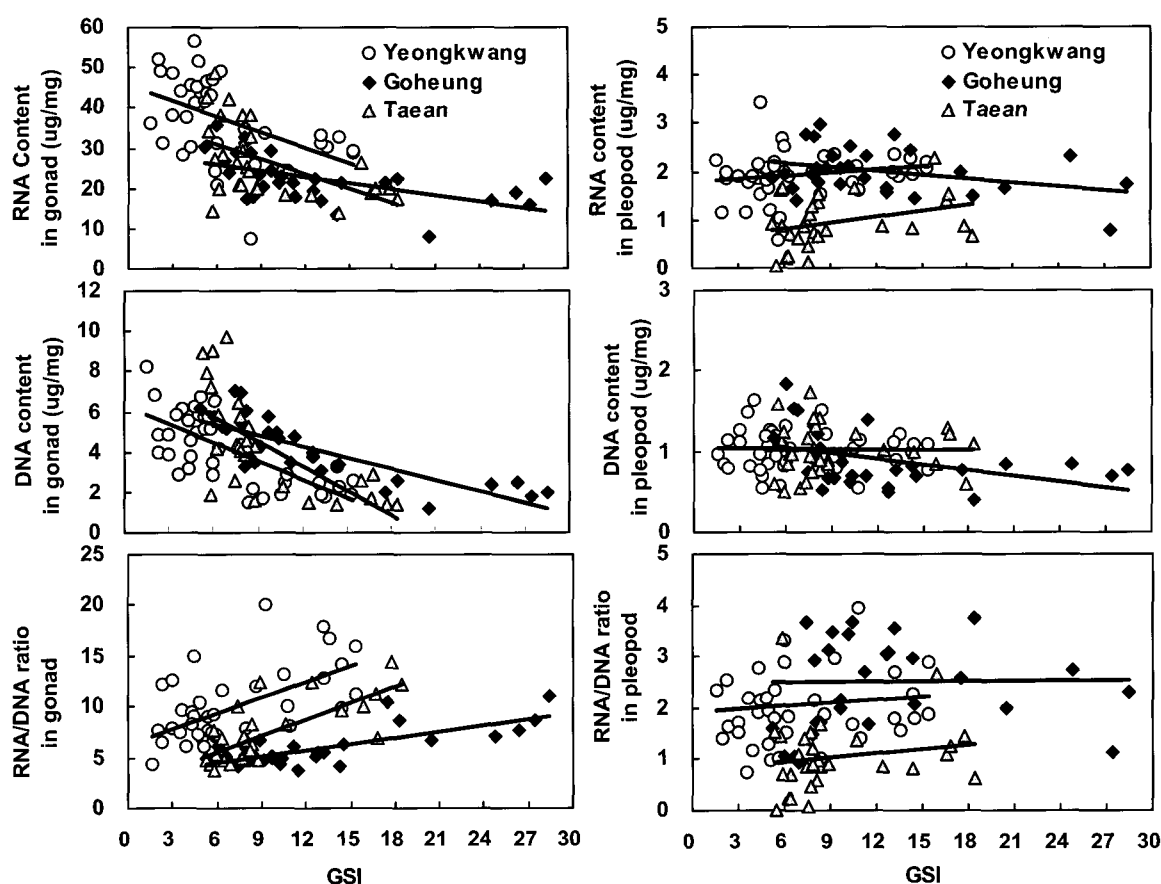 RNA Content
in gonad (ug/mg)
60
50
40
30
20
10
0
Yeongkwang
Goheung
Taean
RNA content
in pleopod (ug/mg)
5
4
3
2
1
0
Yeongkwang
Goheung
Taean
DNA content
in gonad (ug/mg)
12
10
8
6
4
2
0
DNA content
in pleopod (ug/mg)
3
2
1
0
RNA/DNA ratio
in gonad
25
20
15
10
5
0
0 3 6 9 12 15 18 21 24 27 30
GSI
RNA/DNA ratio
in pleopod
5
4
3
2
1
0
0 3 6 9 12 15 18 21 24 27 30
GSI